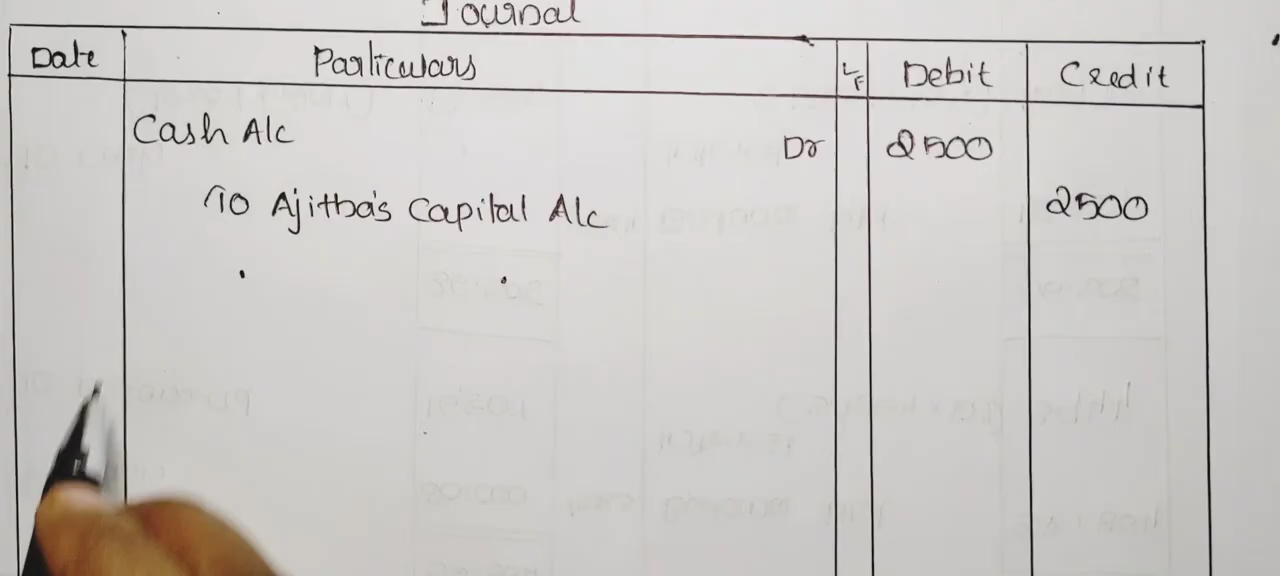 Journal
Date Particulars LF Debit Credit
Cash A/c Dr 2500
To Ajitha's Capital A/c 2500